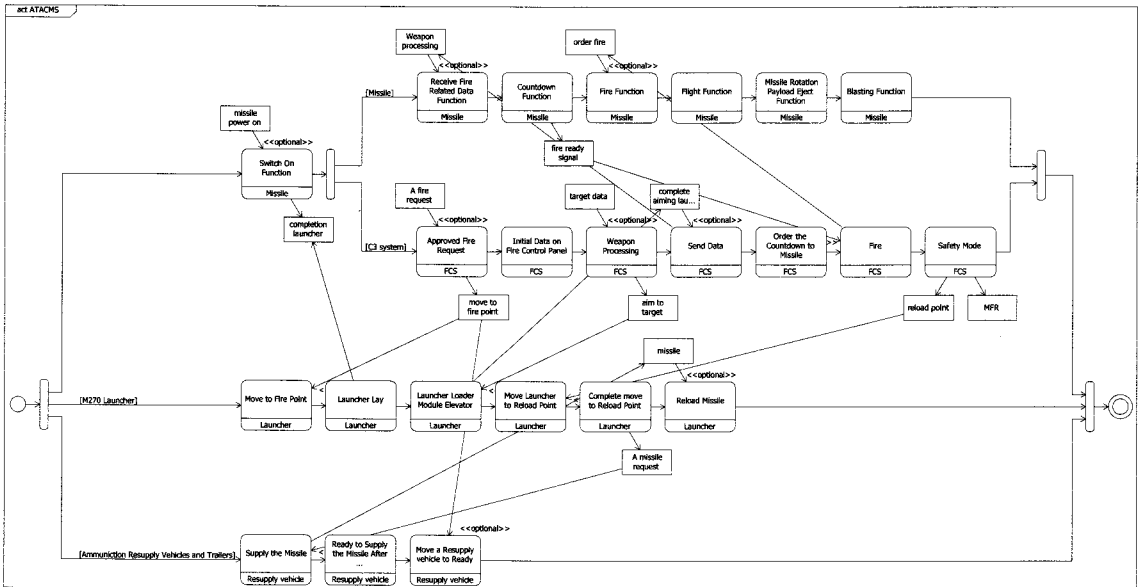 act ATACMS
Weapon
processing
order fire
<<optional>>
<<optional>>
Receive Fire
Related Data
Function
Missile
Countdown
Function
Missile
Fire Function
Missile
Flight Function
Missile
Missile Rotation
Payload Eject
Function
Missile
Blasting Function
Missile
[Missile]
missile
power on
<<optional>>
Switch On
Function
Missile
fire ready
signal
completion
launcher
A fire
request
<<optional>>
target data
<<optional>>
complete
aiming lau...
<<optional>>
[C3 system]
Approved Fire
Request
FCS
Initial Data on
Fire Control Panel
FCS
Weapon
Processing
FCS
Send Data
FCS
Order the
Countdown to
Missile
FCS
Fire
FCS
Safety Mode
FCS
move to
fire point
aim to
target
reload point
MFR
missile
<<optional>>
[M270 Launcher]
Move to Fire Point
Launcher
Launcher Lay
Launcher
Launcher Loader
Module Elevator
Launcher
Move Launcher
to Reload Point
Launcher
Complete move
to Reload Point
Launcher
Reload Missile
Launcher
A missile
request
<<optional>>
[Ammuniction Resupply Vehicles and Trailers]
Supply the Missile
Resupply vehicle
Ready to Supply
the Missile After
...
Resupply vehicle
Move a Resupply
vehicle to Ready
Resupply vehicle